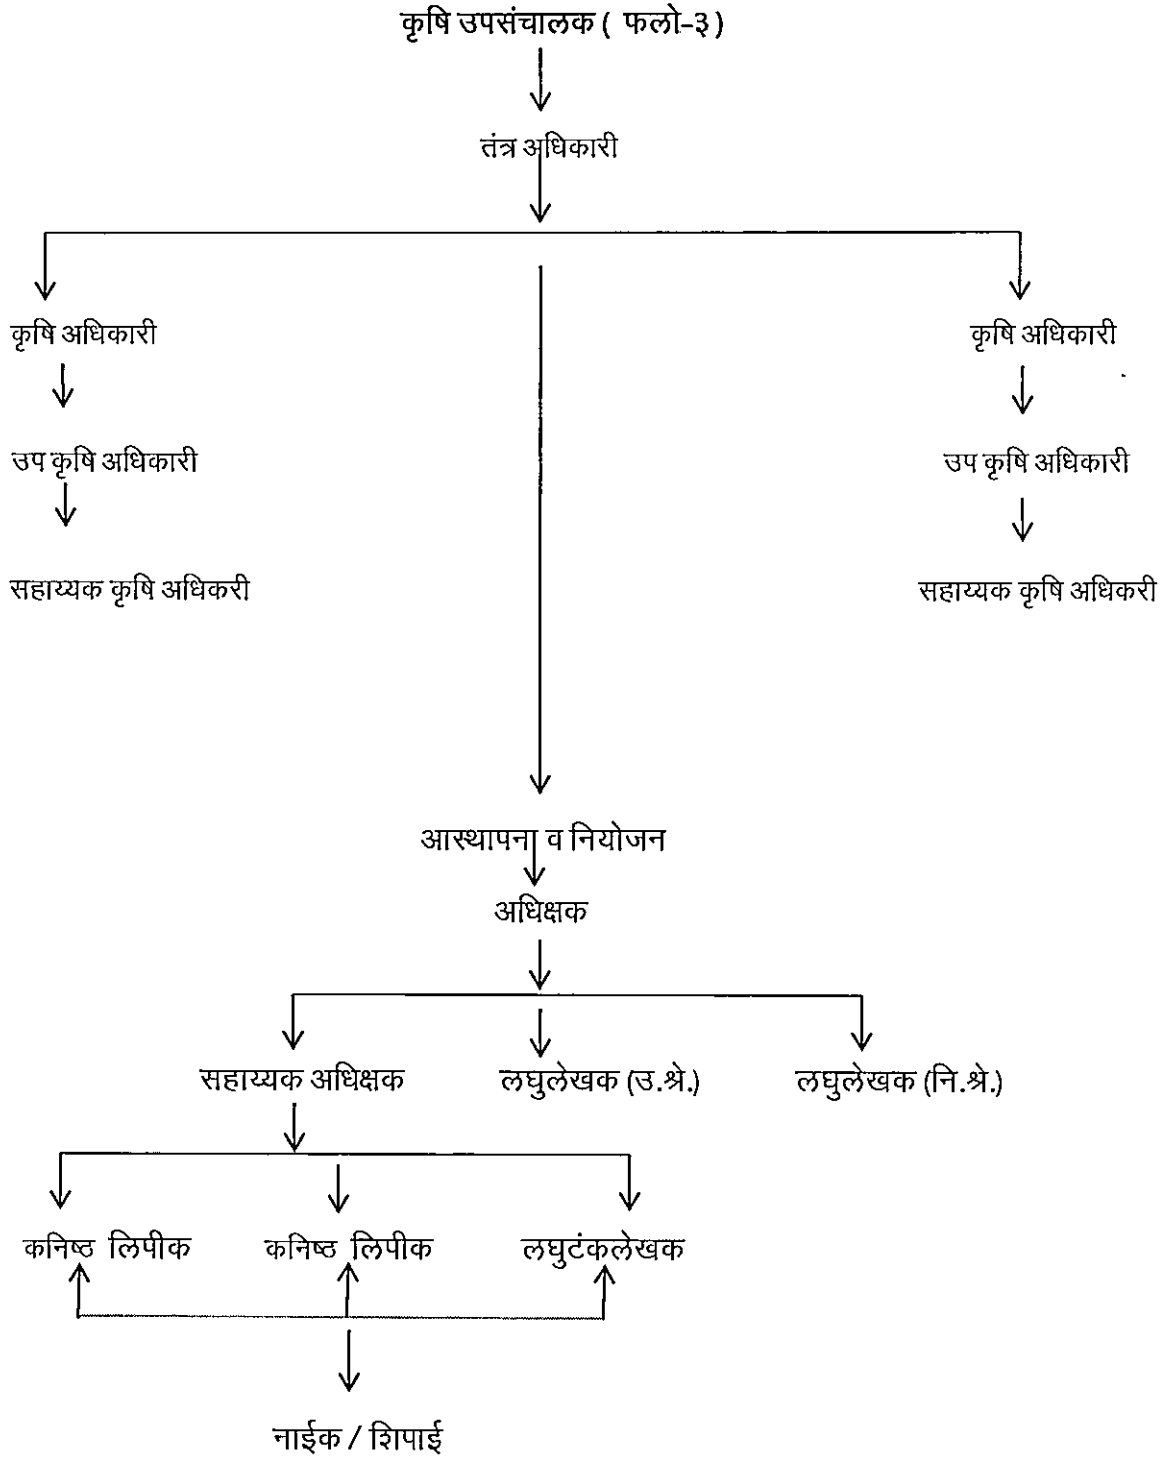 कृषि उपसंचालक ( फलो-३ )
तंत्र अधिकारी
कृषि अधिकारी
कृषि अधिकारी
उप कृषि अधिकारी
उप कृषि अधिकारी
सहाय्यक कृषि अधिकरी
सहाय्यक कृषि अधिकरी
आस्थापना व नियोजन
अधिक्षक
सहाय्यक अधिक्षक
लघुलेखक (उ.श्रे.)
लघुलेखक (नि.श्रे.)
कनिष्ठ लिपीक
कनिष्ठ लिपीक
लघुटंकलेखक
नाईक / शिपाई